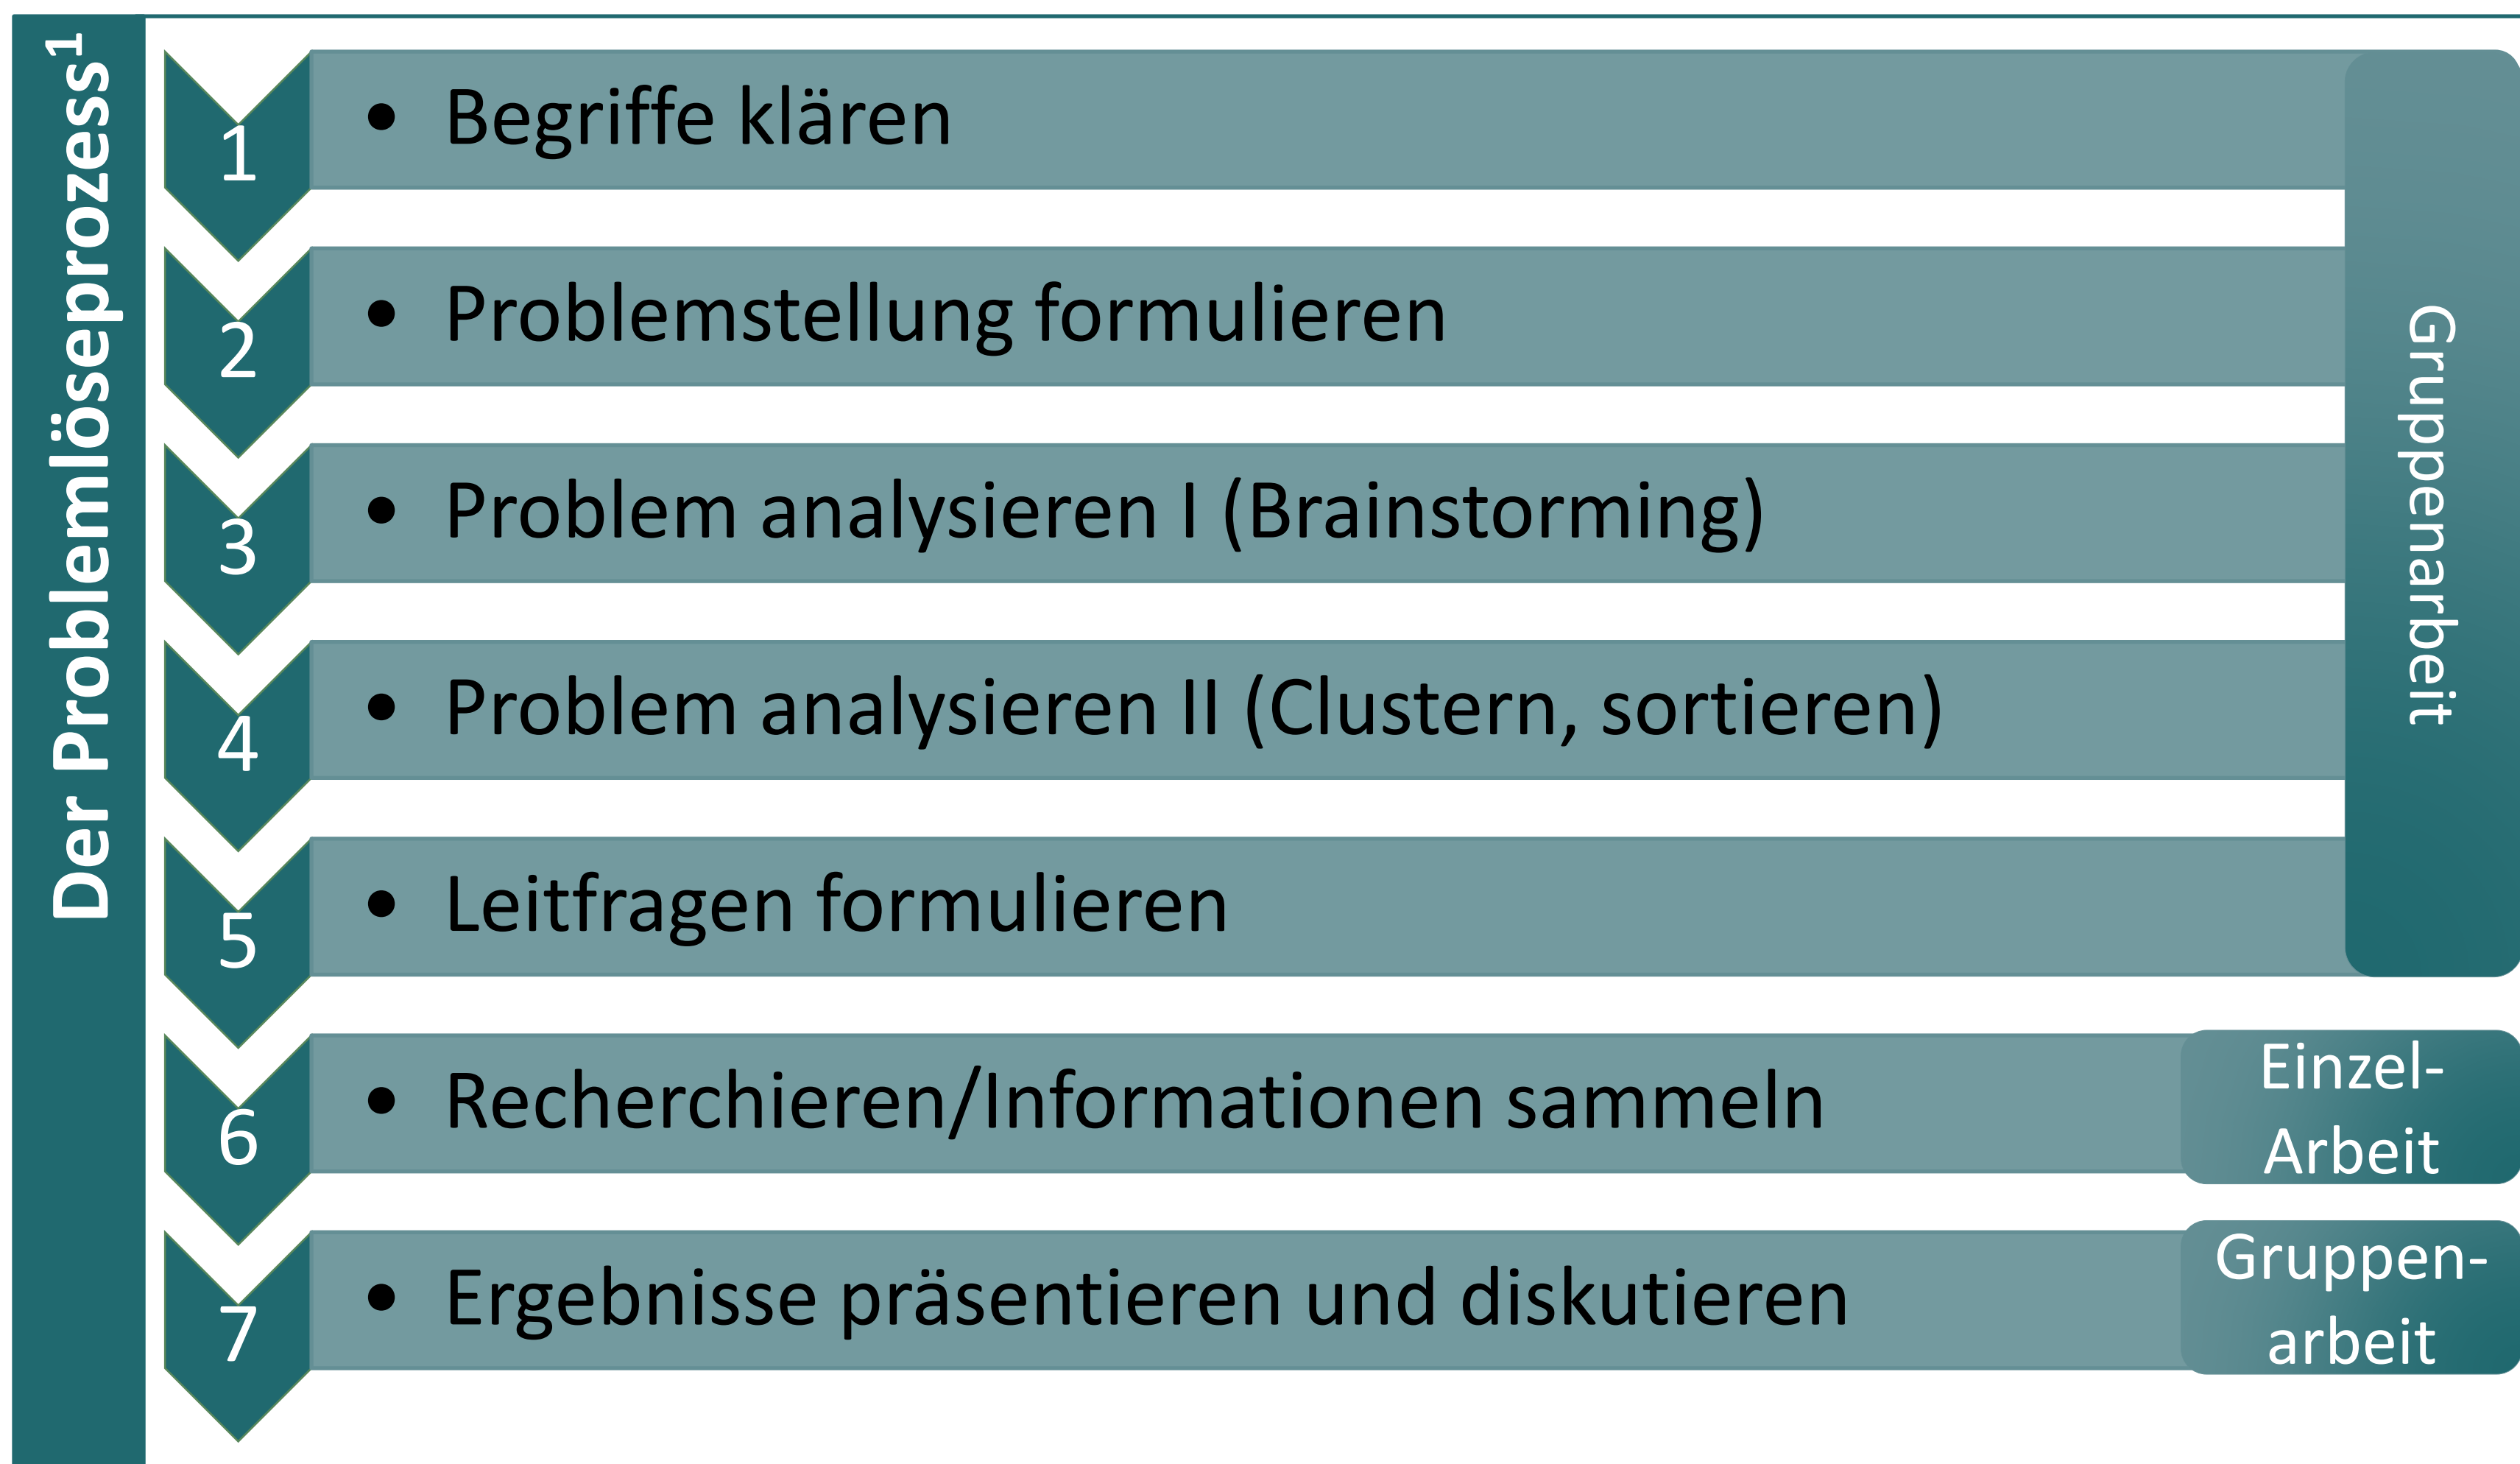 Der Problemlöseprozess¹
1
• Begriffe klären
2
• Problemstellung formulieren
3
• Problem analysieren I (Brainstorming)
4
• Problem analysieren II (Clustern, sortieren)
5
• Leitfragen formulieren
Gruppenarbeit
6
• Recherchieren/Informationen sammeln
Einzel-
Arbeit
7
• Ergebnisse präsentieren und diskutieren
Gruppen-
arbeit